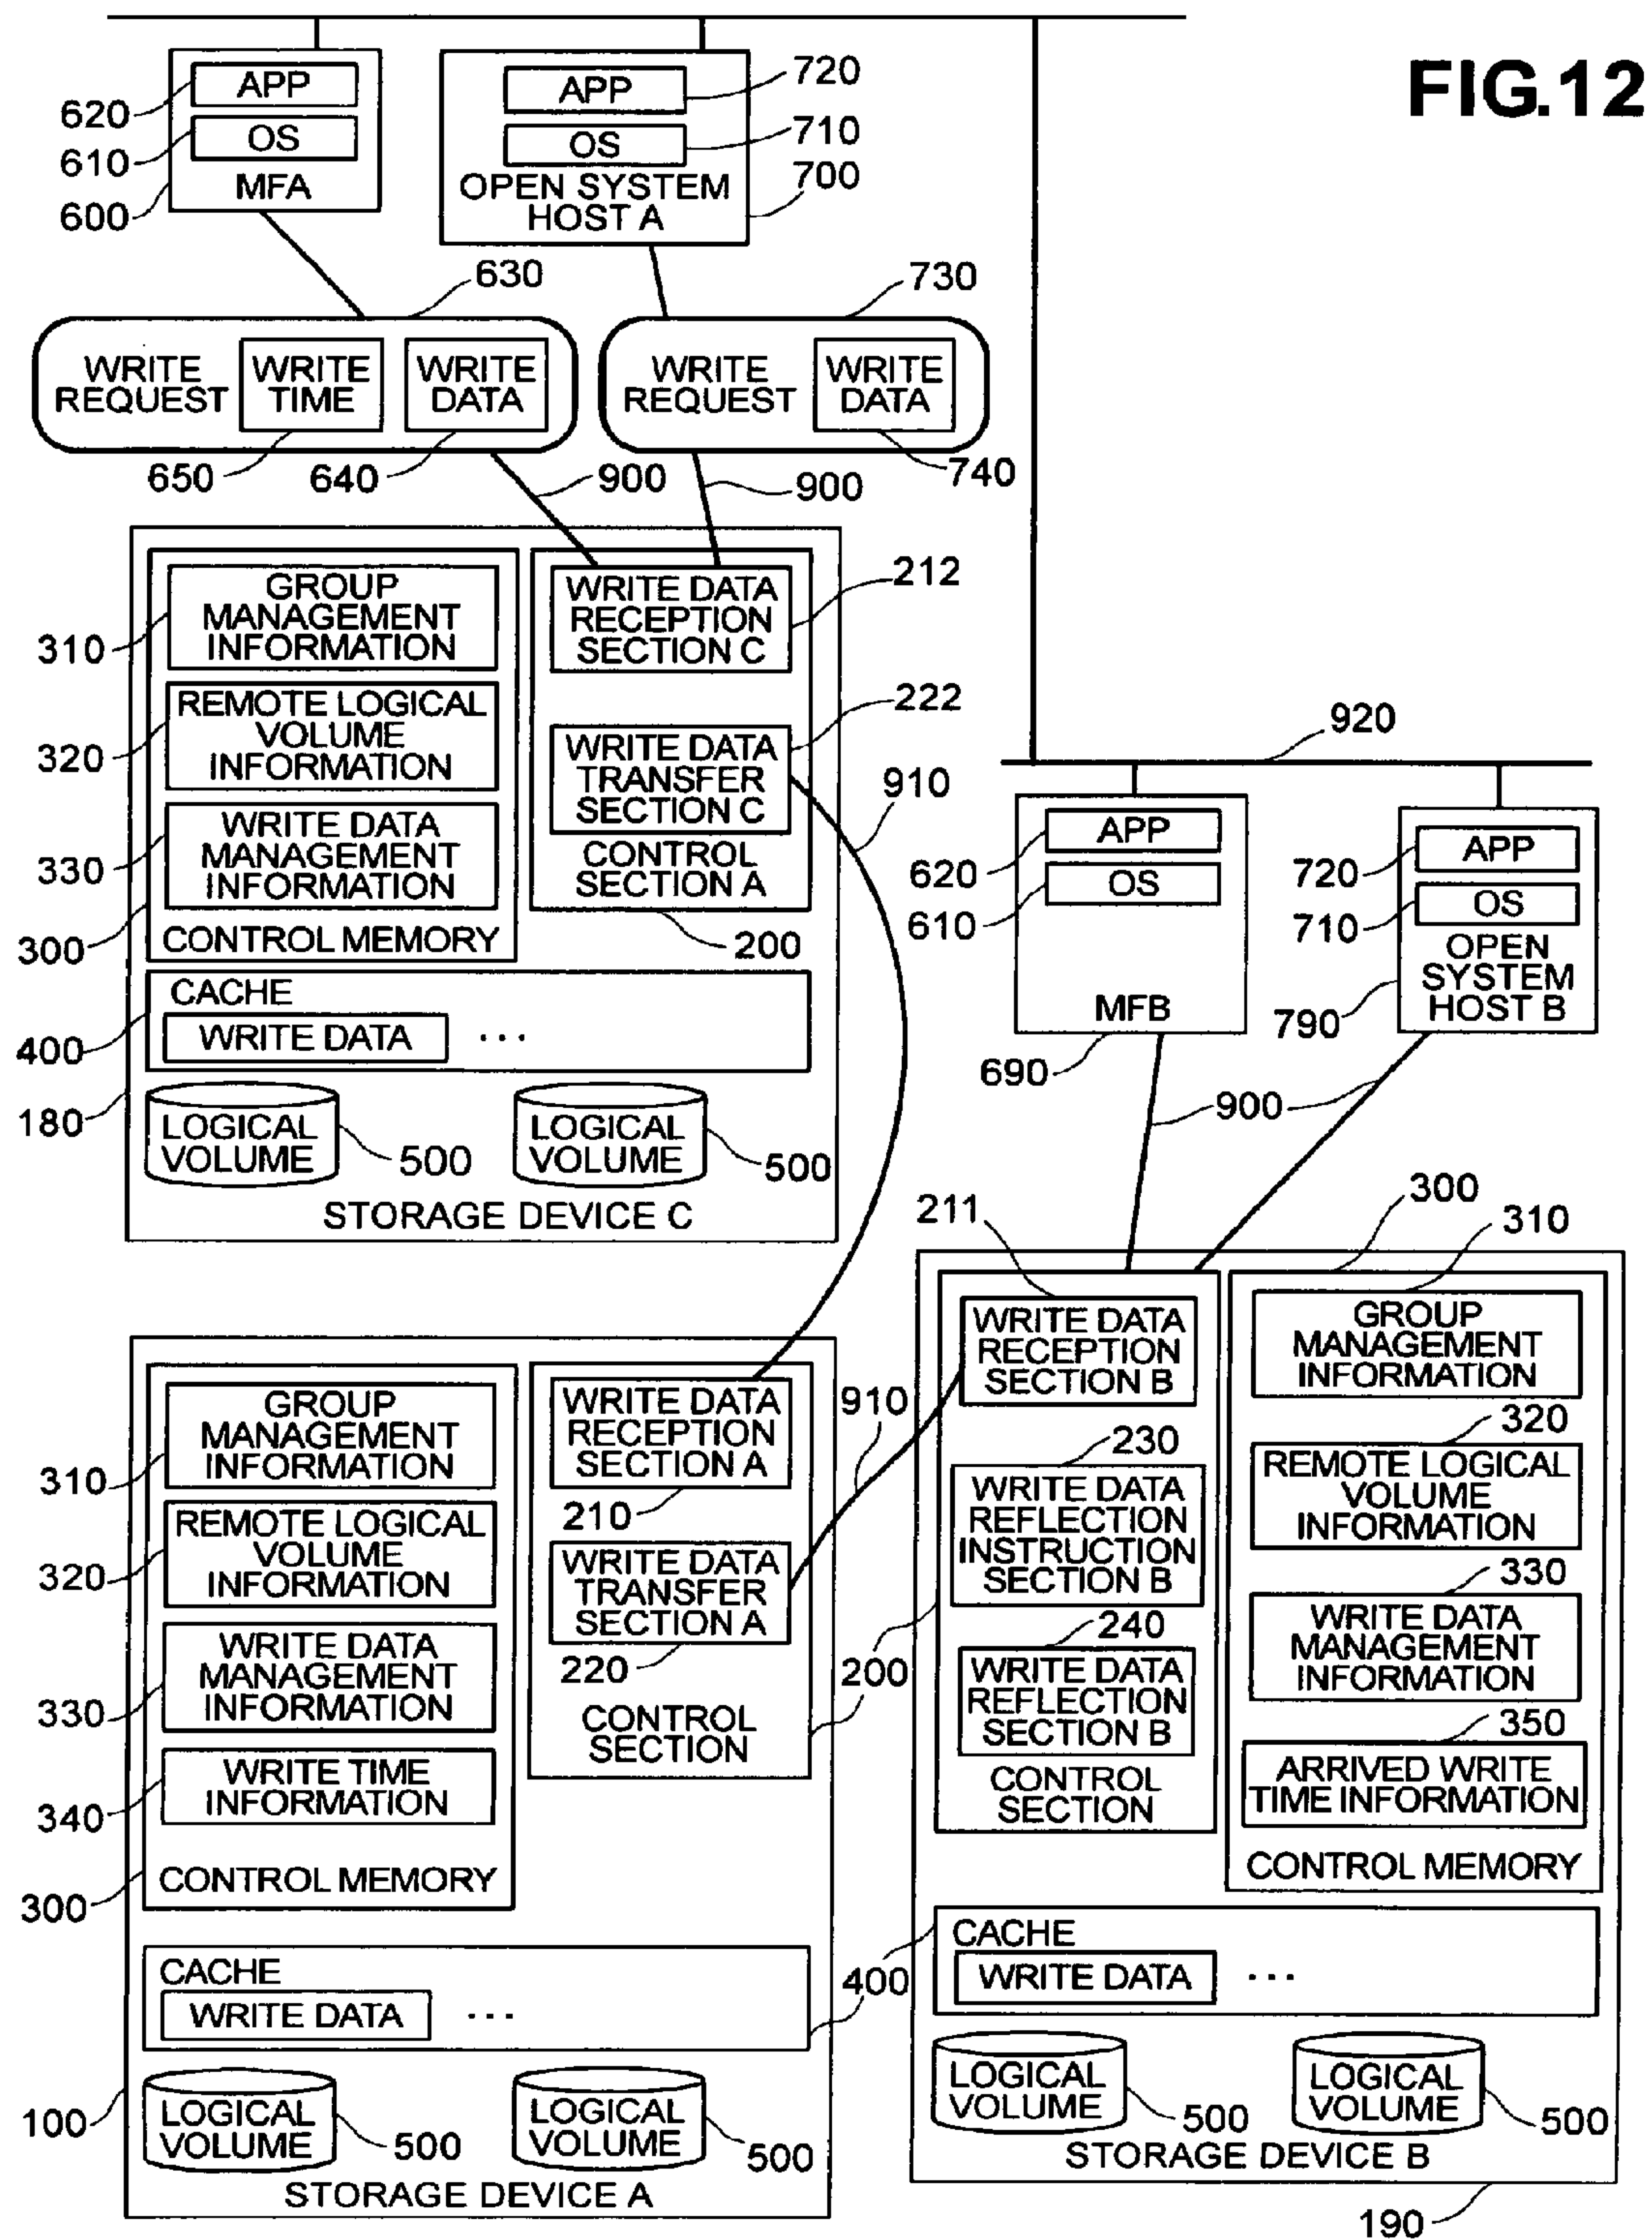 FIG.12
APP
620
OS
610
MFA
600
APP
720
OS
710
OPEN SYSTEM
HOST A
700
630
WRITE
REQUEST
WRITE
TIME
WRITE
DATA
650
640
900
730
WRITE
REQUEST
WRITE
DATA
740
900
GROUP
MANAGEMENT
INFORMATION
310
REMOTE LOGICAL
VOLUME
INFORMATION
320
WRITE DATA
MANAGEMENT
INFORMATION
330
CONTROL MEMORY
300
WRITE DATA
RECEPTION
SECTION C
212
WRITE DATA
TRANSFER
SECTION C
222
CONTROL
SECTION A
200
910
CACHE
WRITE DATA
...
400
180
LOGICAL
VOLUME
500
LOGICAL
VOLUME
500
STORAGE DEVICE C
920
APP
620
OS
610
MFB
690
APP
720
OS
710
OPEN
SYSTEM
HOST B
790
900
GROUP
MANAGEMENT
INFORMATION
310
REMOTE LOGICAL
VOLUME
INFORMATION
320
WRITE DATA
MANAGEMENT
INFORMATION
330
WRITE TIME
INFORMATION
340
CONTROL MEMORY
300
WRITE DATA
RECEPTION
SECTION A
210
WRITE DATA
TRANSFER
SECTION A
220
CONTROL
SECTION
200
910
CACHE
WRITE DATA
...
400
100
LOGICAL
VOLUME
500
LOGICAL
VOLUME
500
STORAGE DEVICE A
211
WRITE DATA
RECEPTION
SECTION B
230
WRITE DATA
REFLECTION
INSTRUCTION
SECTION B
240
WRITE DATA
REFLECTION
SECTION B
CONTROL
SECTION
300
310
GROUP
MANAGEMENT
INFORMATION
320
REMOTE LOGICAL
VOLUME
INFORMATION
330
WRITE DATA
MANAGEMENT
INFORMATION
350
ARRIVED WRITE
TIME INFORMATION
CONTROL MEMORY
CACHE
WRITE DATA
...
LOGICAL
VOLUME
500
LOGICAL
VOLUME
500
STORAGE DEVICE B
190